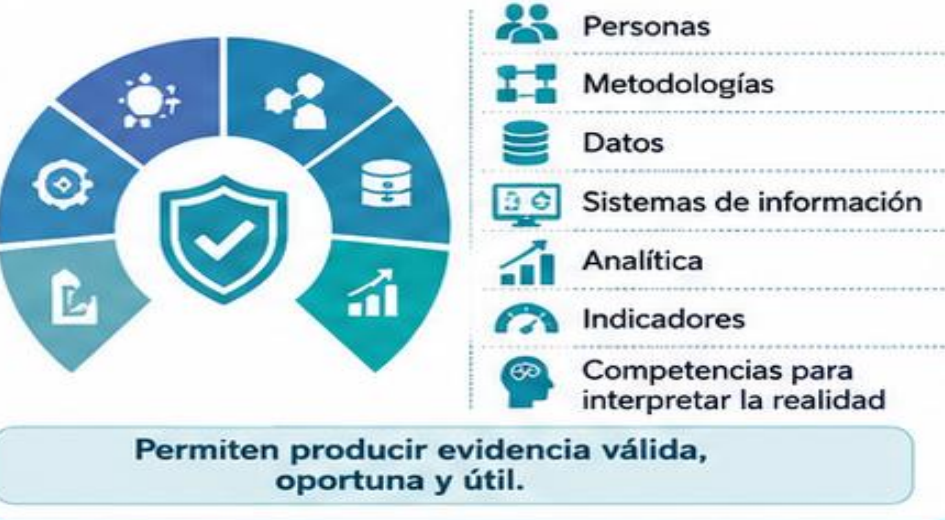 Personas
Metodologías
Datos
Sistemas de información
Analítica
Indicadores
Competencias para
interpretar la realidad
Permiten producir evidencia válida,
oportuna y útil.